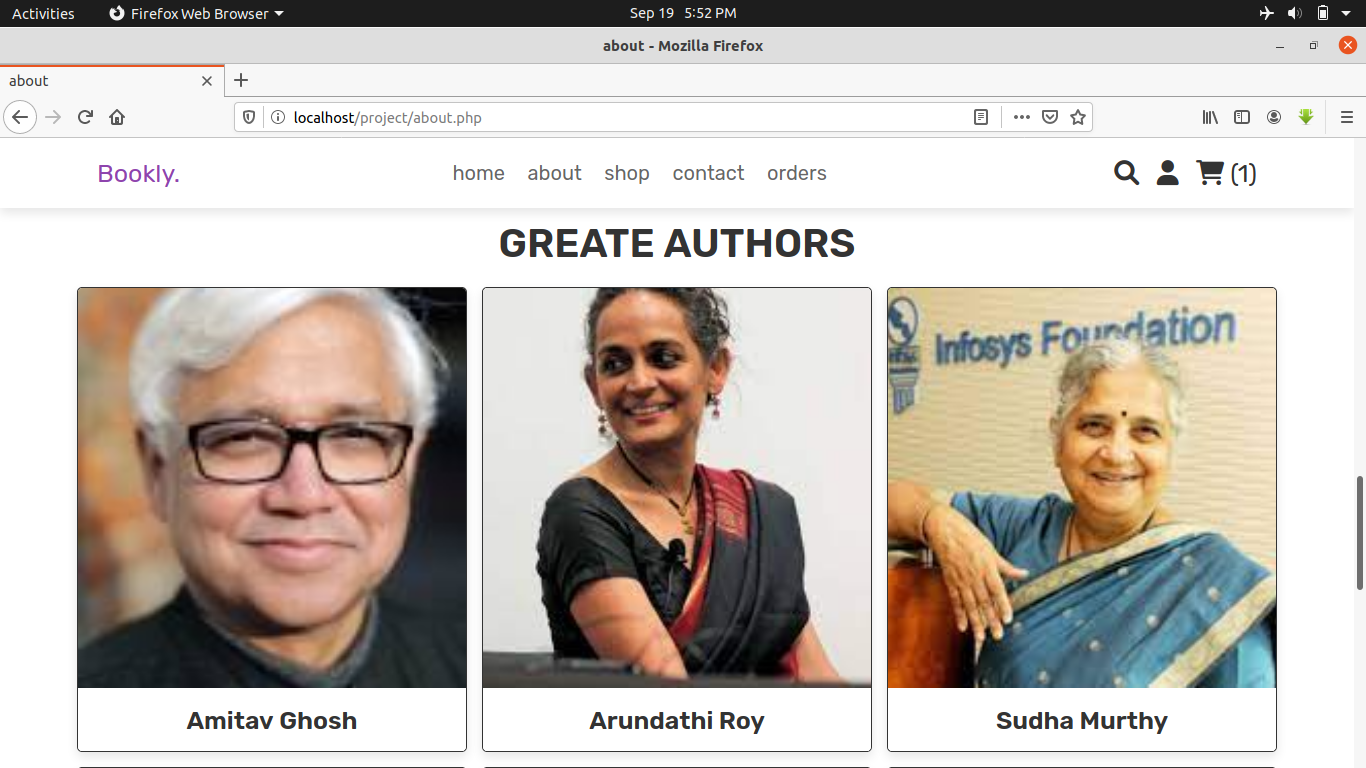 Activities Firefox Web Browser Sep 19 5:52 PM
about - Mozilla Firefox
about
localhost/project/about.php
Bookly. home about shop contact orders (1)
GREATE AUTHORS
Infosys Foundation
Amitav Ghosh Arundathi Roy Sudha Murthy